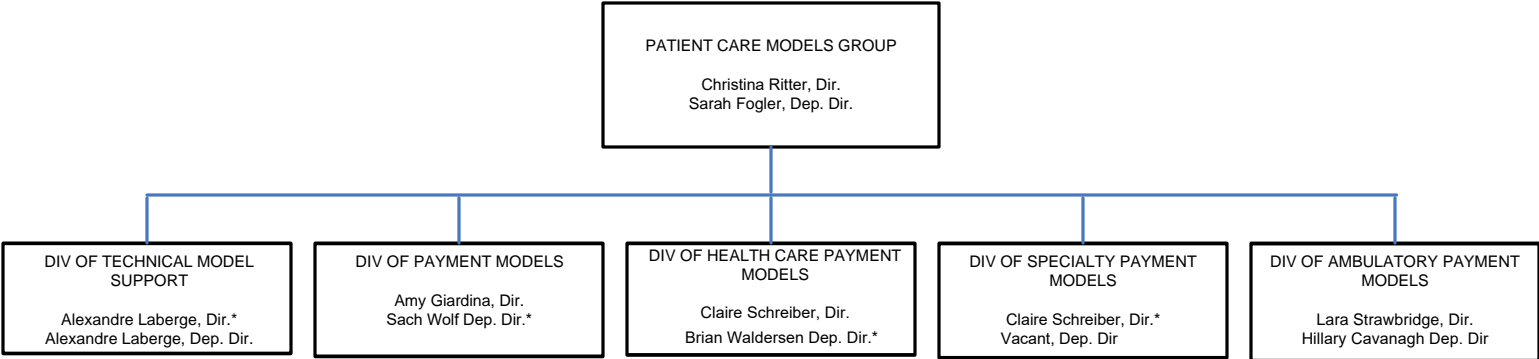 PATIENT CARE MODELS GROUP
Christina Ritter, Dir.
Sarah Fogler, Dep. Dir.
DIV OF TECHNICAL MODEL
SUPPORT
Alexandre Laberge, Dir.*
Alexandre Laberge, Dep. Dir.
DIV OF PAYMENT MODELS
Amy Giardina, Dir.
Sach Wolf Dep. Dir.*
DIV OF HEALTH CARE PAYMENT
MODELS
Claire Schreiber, Dir.
Brian Waldersen Dep. Dir.*
DIV OF SPECIALTY PAYMENT
MODELS
Claire Schreiber, Dir.*
Vacant, Dep. Dir
DIV OF AMBULATORY PAYMENT
MODELS
Lara Strawbridge, Dir.
Hillary Cavanagh Dep. Dir